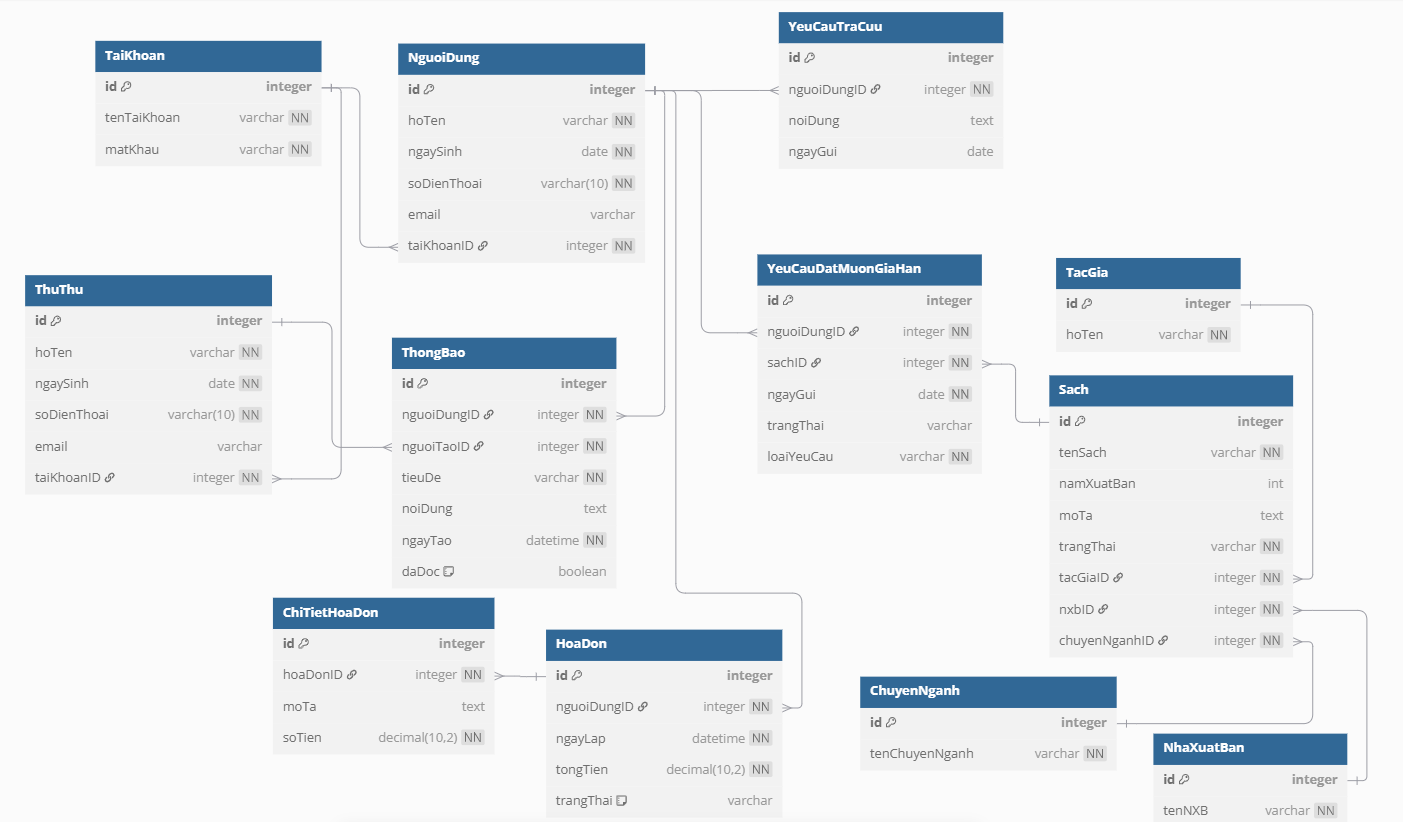 TaiKhoan
id integer
tenTaiKhoan varchar NN
matKhau varchar NN
NguoiDung
id integer
hoTen varchar NN
ngaySinh date NN
soDienThoai varchar(10) NN
email varchar
taiKhoanID integer NN
YeuCauTraCuu
id integer
nguoiDungID integer NN
noiDung text
ngayGui date
ThuThu
id integer
hoTen varchar NN
ngaySinh date NN
soDienThoai varchar(10) NN
email varchar
taiKhoanID integer NN
ThongBao
id integer
nguoiDungID integer NN
nguoiTaoID integer NN
tieuDe varchar NN
noiDung text
ngayTao datetime NN
daDoc boolean
YeuCauDatMuonGiaHan
id integer
nguoiDungID integer NN
sachID integer NN
ngayGui date NN
trangThai varchar
loaiYeuCau varchar NN
TacGia
id integer
hoTen varchar NN
Sach
id integer
tenSach varchar NN
namXuatBan int
moTa text
trangThai varchar NN
tacGiaID integer NN
nxbID integer NN
chuyenNganhID integer NN
ChiTietHoaDon
id integer
hoaDonID integer NN
moTa text
soTien decimal(10,2) NN
HoaDon
id integer
nguoiDungID integer NN
ngayLap datetime NN
tongTien decimal(10,2) NN
trangThai varchar
ChuyenNganh
id integer
tenChuyenNganh varchar NN
NhaXuatBan
id integer
tenNXB varchar NN